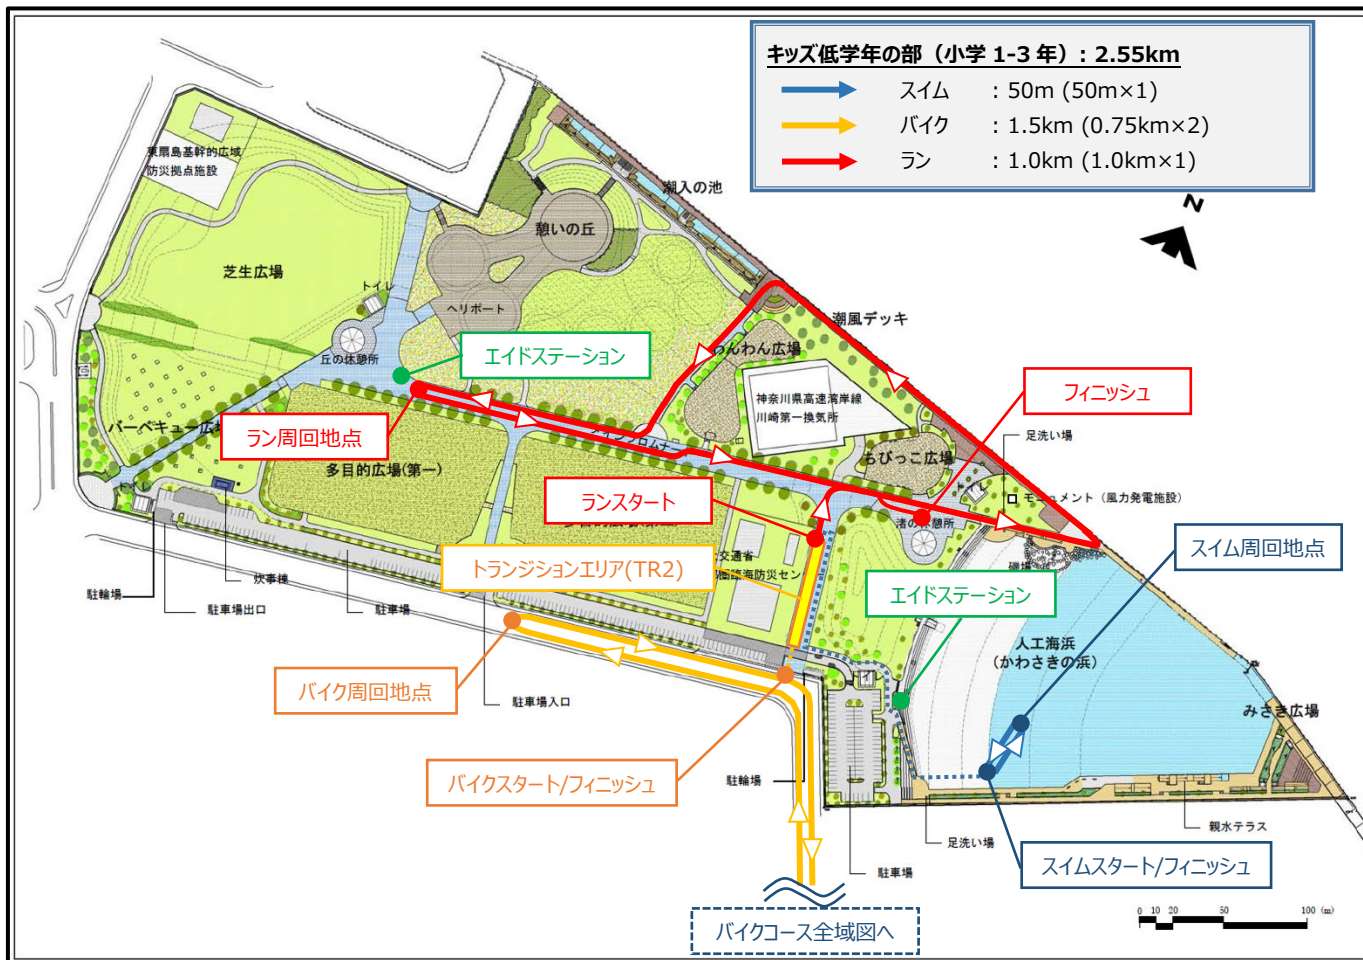 キッズ低学年の部（小学 1-3 年）: 2.55km
スイム : 50m (50m×1)
バイク : 1.5km (0.75km×2)
ラン : 1.0km (1.0km×1)
N
東扇島基幹的広域
防災拠点施設
潮入の池
憩いの丘
芝生広場
トイレ
ヘリポート
潮風デッキ
丘の休憩所
エイドステーション
わんわん広場
神奈川県高速湾岸線
川崎第一換気所
フィニッシュ
ラン周回地点
バーベキュー広場
足洗い場
ちびっこ広場
多目的広場(第一)
トイレ
ランスタート
モニュメント（風力発電施設）
渚の休憩所
スイム周回地点
トイレ
トランジションエリア(TR2)
磯場
駐輪場
炊事棟
駐車場出口
駐車場
エイドステーション
人工海浜
(かわさきの浜)
バイク周回地点
駐車場入口
トイレ
みさき広場
バイクスタート/フィニッシュ
駐輪場
親水テラス
足洗い場
スイムスタート/フィニッシュ
駐車場
バイクコース全域図へ
0 10 20 50 100 (m)